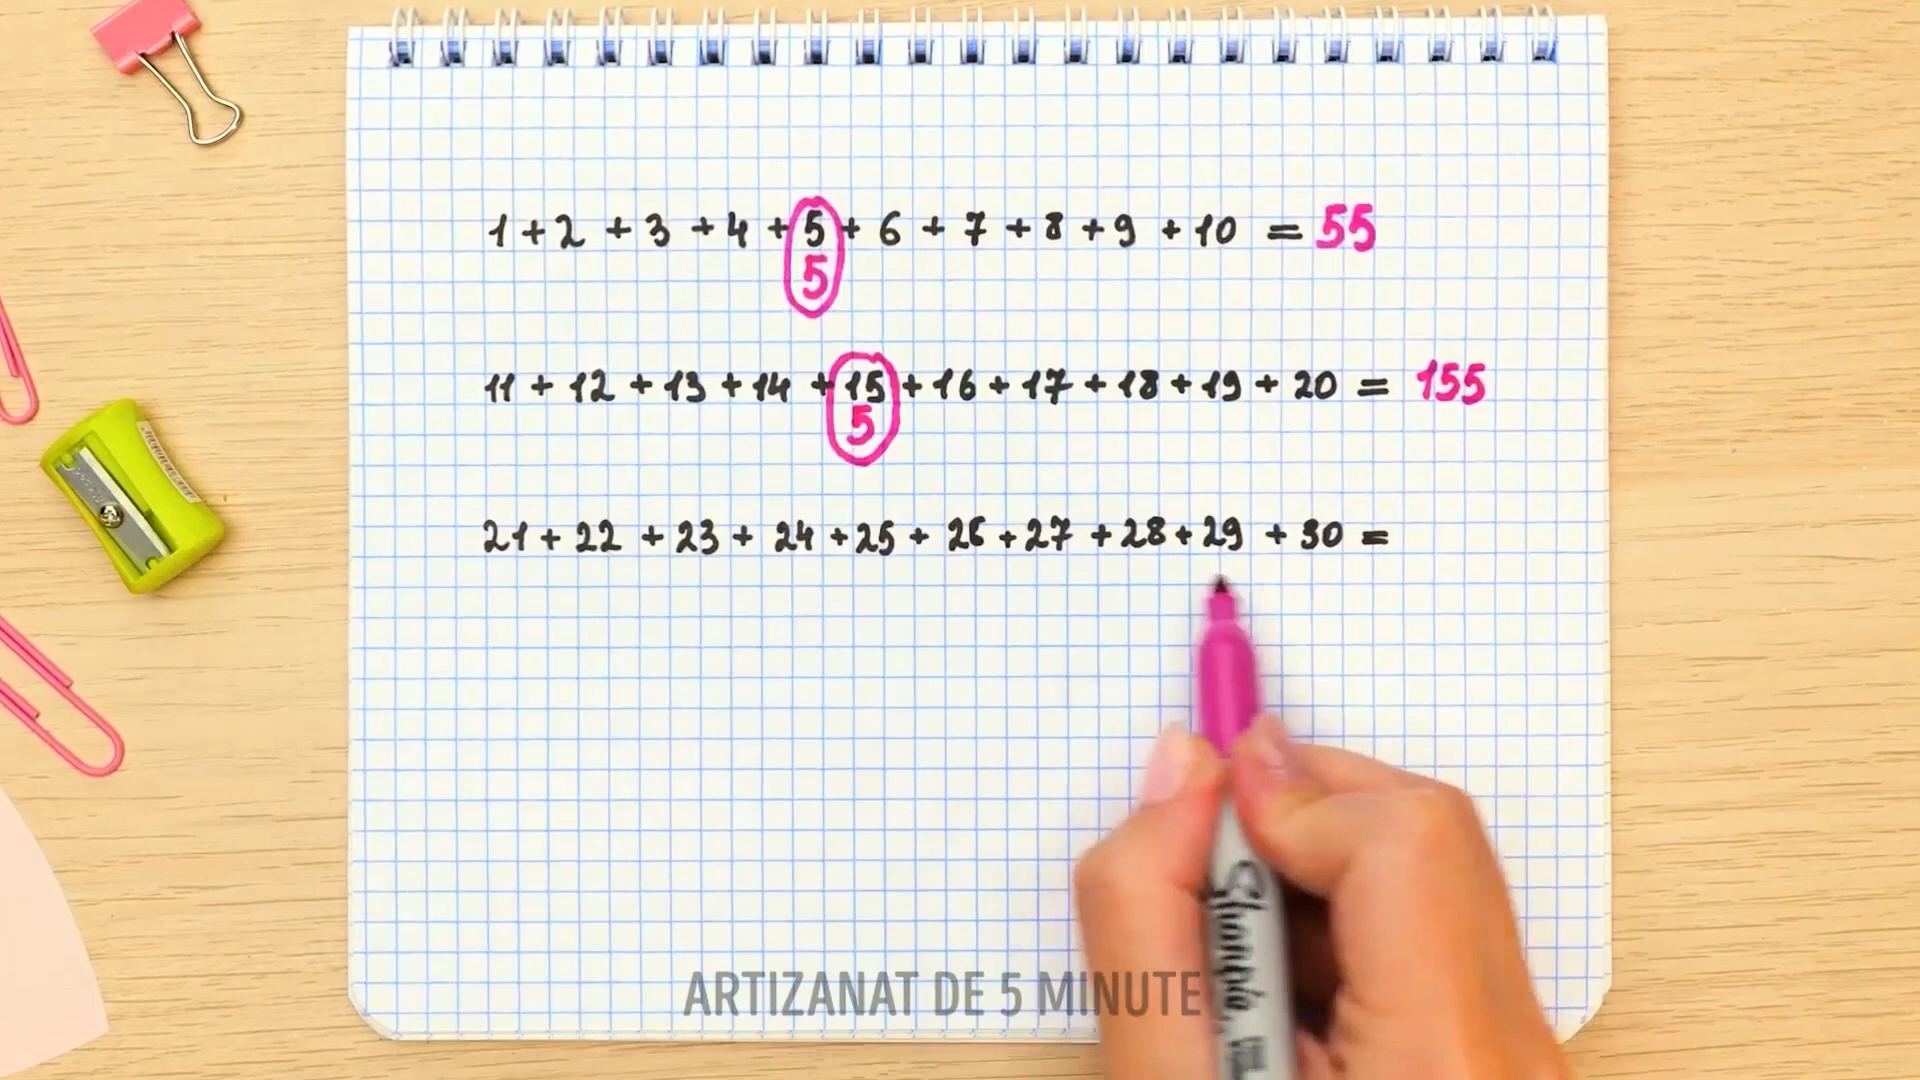 1 + 2 + 3 + 4 + 5 + 6 + 7 + 8 + 9 + 10 = 55
5
11 + 12 + 13 + 14 + 15 + 16 + 17 + 18 + 19 + 20 = 155
5
21 + 22 + 23 + 24 + 25 + 26 + 27 + 28 + 29 + 30 =
Sharpie
ARTIZANAT DE 5 MINUTE